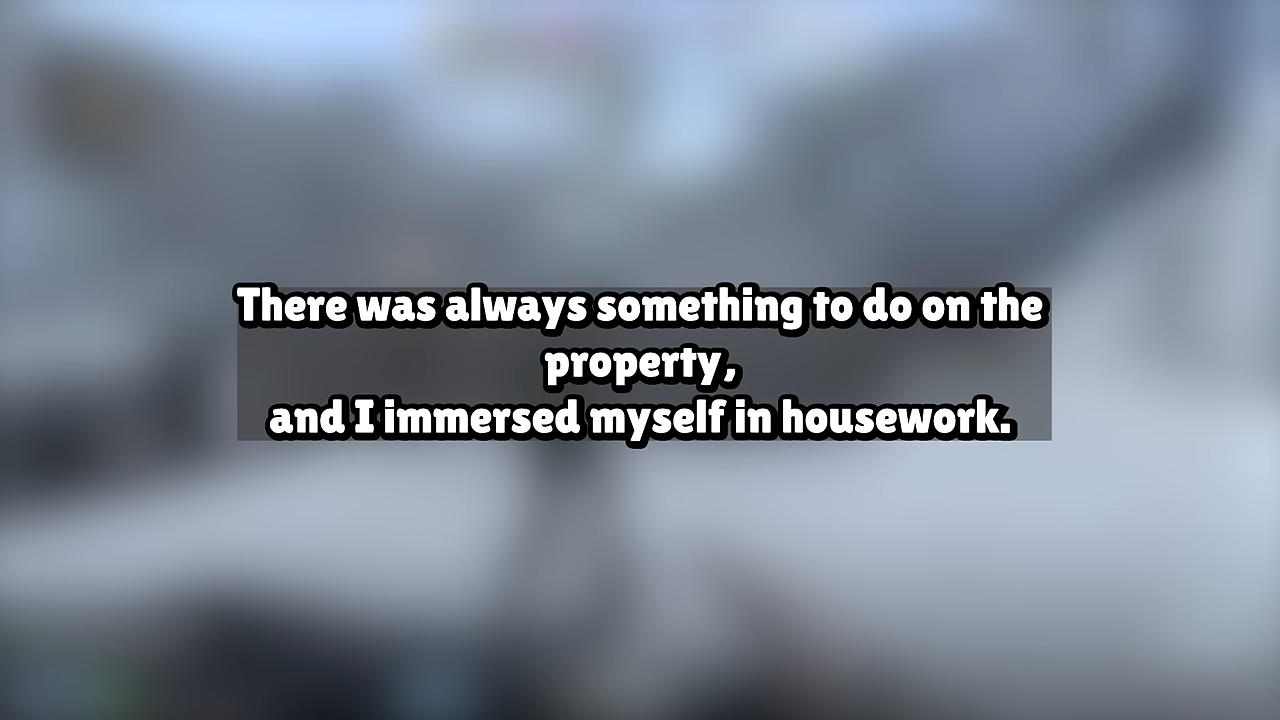 There was always something to do on the
property,
and I immersed myself in housework.